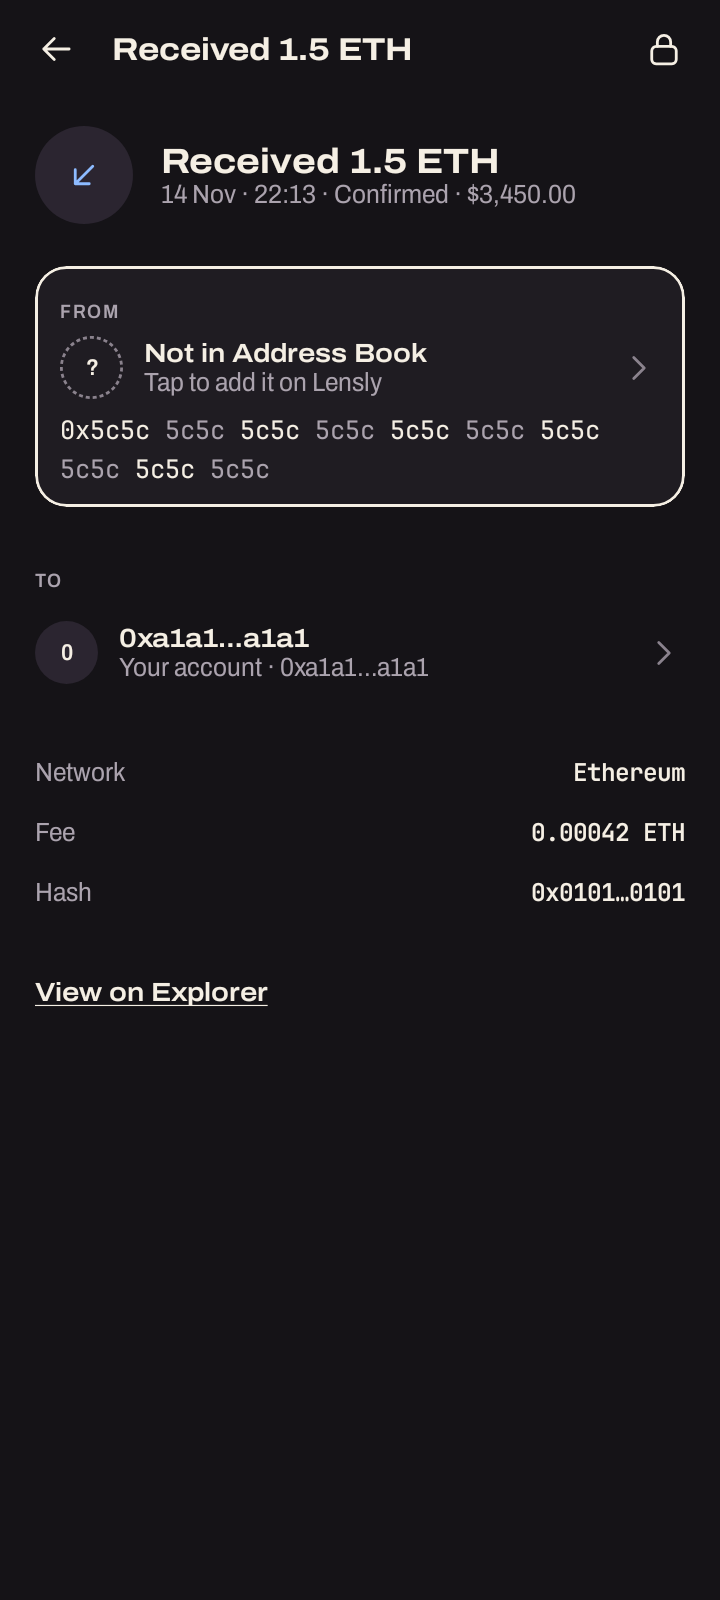 Received 1.5 ETH
Received 1.5 ETH
14 Nov · 22:13 · Confirmed · $3,450.00
FROM
?
Not in Address Book
Tap to add it on Lensly
0x5c5c 5c5c 5c5c 5c5c 5c5c 5c5c 5c5c
5c5c 5c5c 5c5c
TO
0
0xa1a1...a1a1
Your account · 0xa1a1...a1a1
Network Ethereum
Fee 0.00042 ETH
Hash 0x0101…0101
View on Explorer